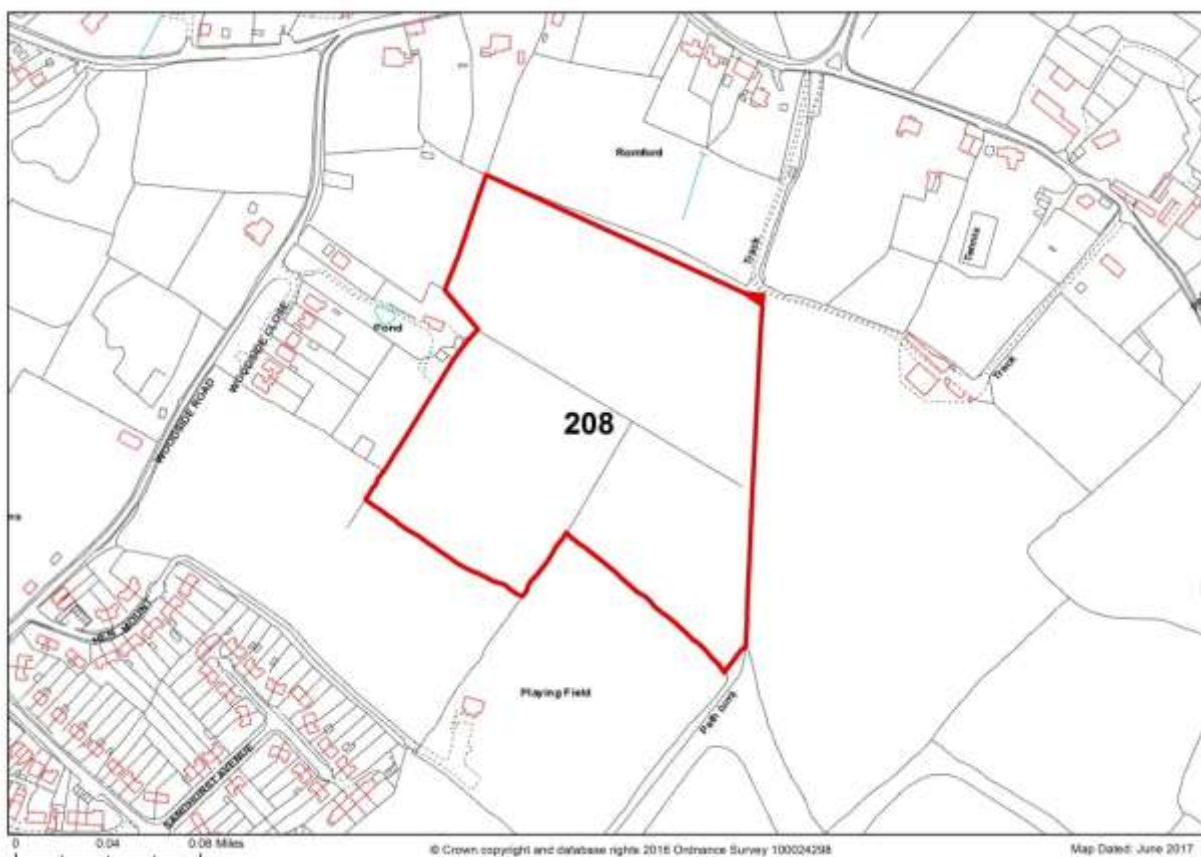 Romford
Track
Tennis
Pond
WOODSIDE CLOSE
WOODSIDE ROAD
Track
208
MOUNT
Playing Field
Path (um)
SANDHURST AVENUE
0 0.04 0.08 Miles
© Crown copyright and database rights 2016 Ordnance Survey 100024298
Map Dated: June 2017